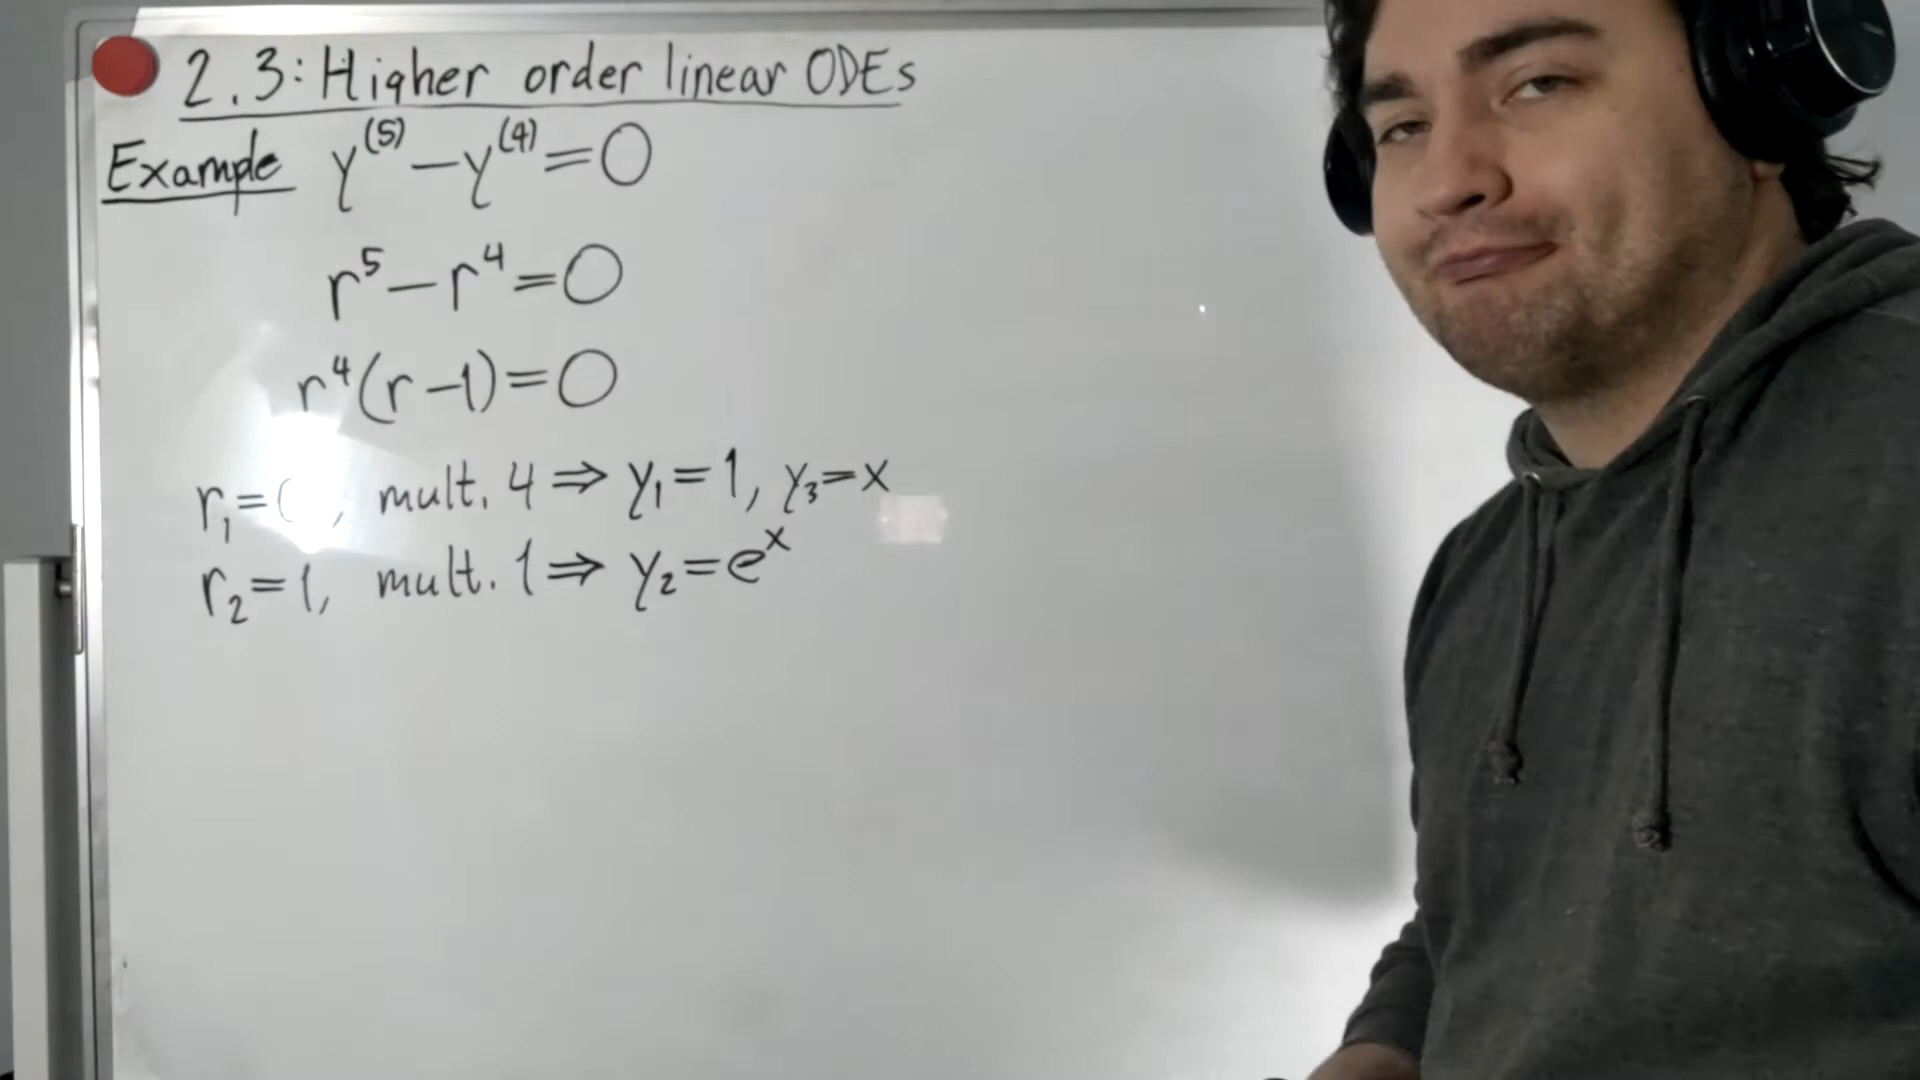 2.3: Higher order linear ODEs
Example y⁽⁵⁾ − y⁽⁴⁾ = 0
r⁵ − r⁴ = 0
r⁴(r − 1) = 0
r₁ = 0, mult. 4 ⇒ y₁ = 1, y₃ = x
r₂ = 1, mult. 1 ⇒ y₂ = eˣ